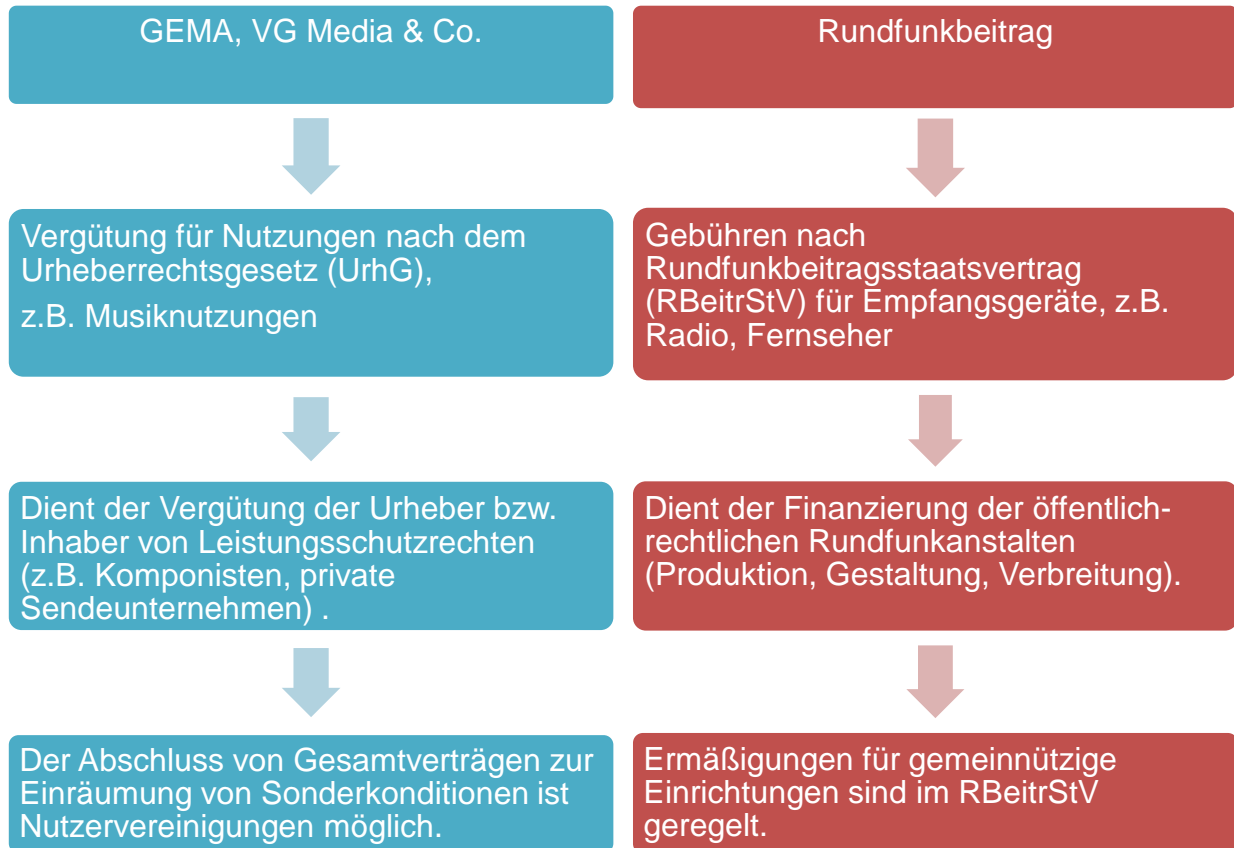 GEMA, VG Media & Co.
Vergütung für Nutzungen nach dem
Urheberrechtsgesetz (UrhG),
z.B. Musiknutzungen
Dient der Vergütung der Urheber bzw.
Inhaber von Leistungsschutzrechten
(z.B. Komponisten, private
Sendeunternehmen) .
Der Abschluss von Gesamtverträgen zur
Einräumung von Sonderkonditionen ist
Nutzervereinigungen möglich.
Rundfunkbeitrag
Gebühren nach
Rundfunkbeitragsstaatsvertrag
(RBeitrStV) für Empfangsgeräte, z.B.
Radio, Fernseher
Dient der Finanzierung der öffentlich-
rechtlichen Rundfunkanstalten
(Produktion, Gestaltung, Verbreitung).
Ermäßigungen für gemeinnützige
Einrichtungen sind im RBeitrStV
geregelt.